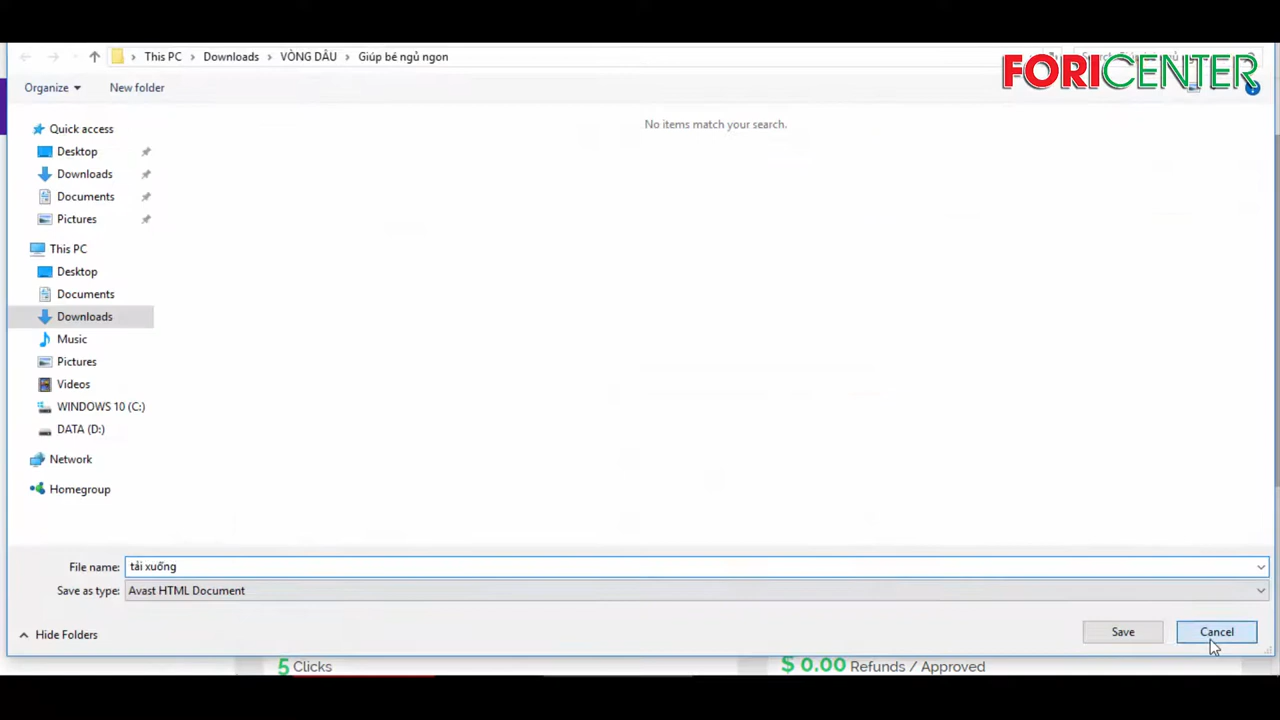 FORICENTER
This PC > Downloads > VÒNG DÂU > Giúp bé ngủ ngon
Organize
New folder
No items match your search.
Quick access
Desktop
Downloads
Documents
Pictures
This PC
Desktop
Documents
Downloads
Music
Pictures
Videos
WINDOWS 10 (C:)
DATA (D:)
Network
Homegroup
File name: tải xuống
Save as type: Avast HTML Document
Hide Folders
Save
Cancel
5 Clicks
$ 0.00 Refunds / Approved